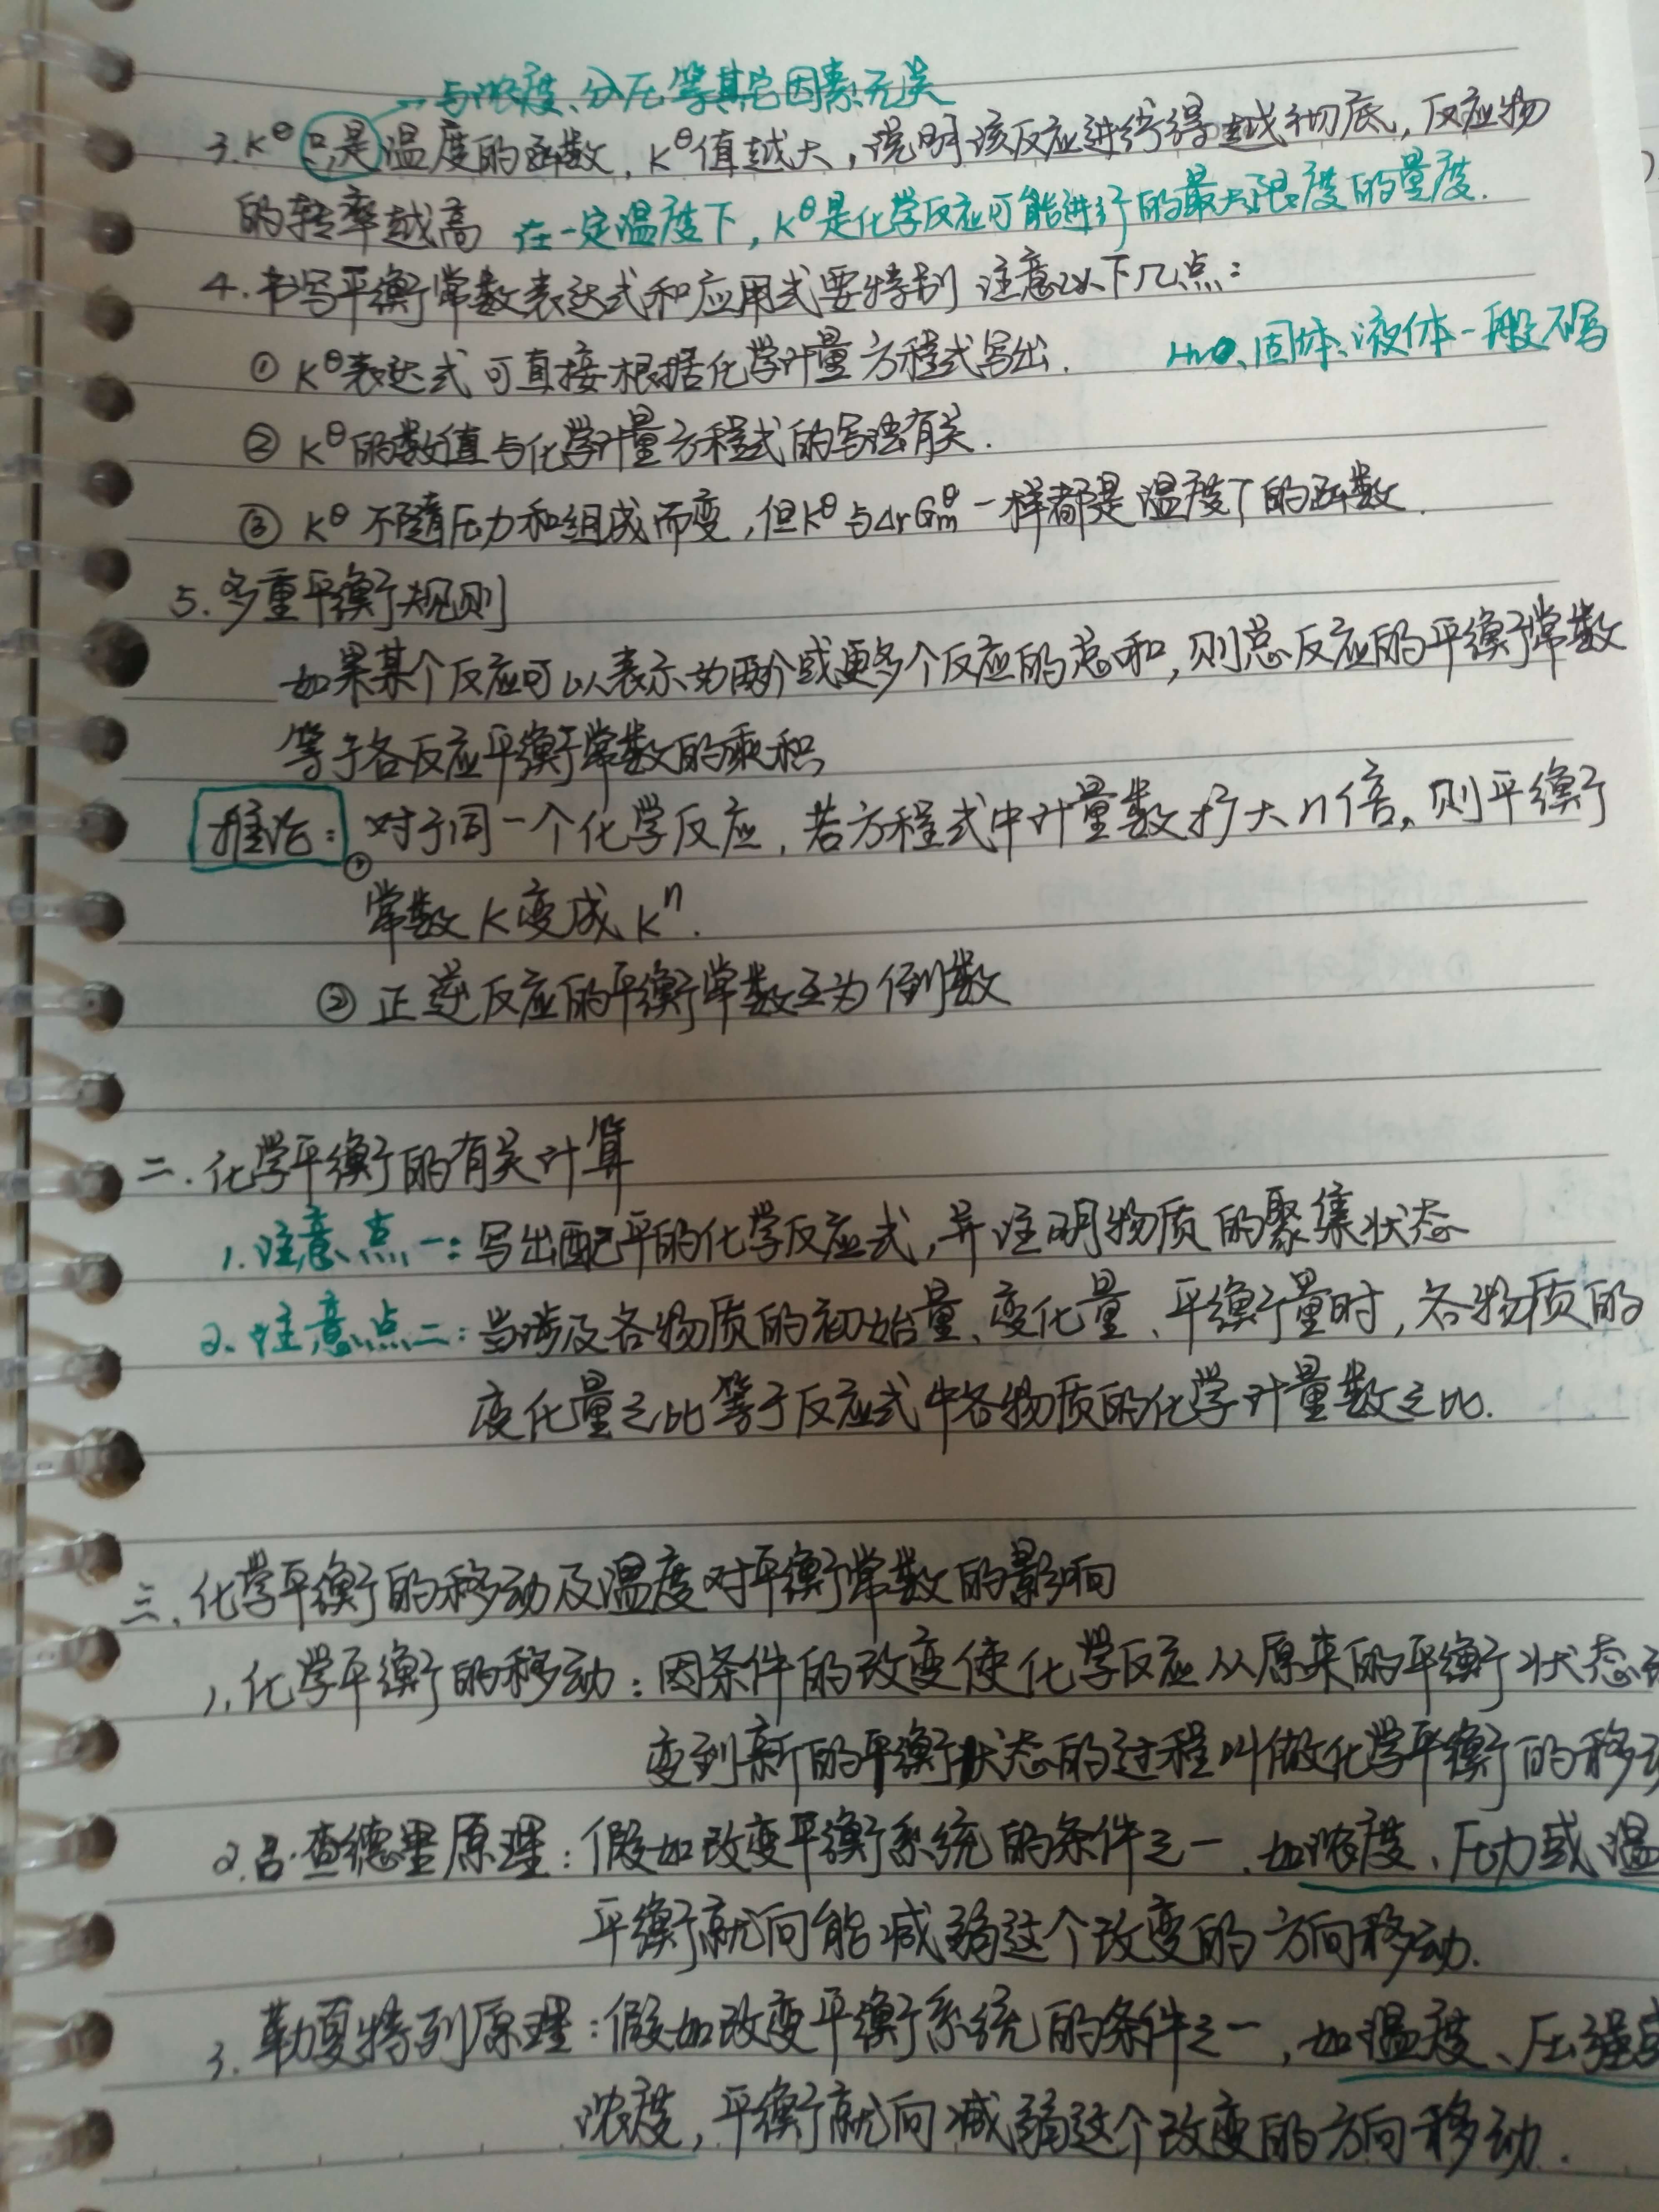 与浓度、分压等其它因素无关
3. Kθ只是温度的函数，Kθ值越大，说明该反应进行得越彻底，反应物
的转率越高 在一定温度下，Kθ是化学反应可能进行的最大限度的量度.
4. 书写平衡常数表达式和应用式要特别注意以下几点：
① Kθ表达式可直接根据化学计量方程式写出. H₂O、固体、液体一般不写
② Kθ的数值与化学计量方程式的写法有关.
③ Kθ不随压力和组成而变，但Kθ与ΔrGmθ一样都是温度T的函数.
5. 多重平衡规则
如果某个反应可以表示为两个或更多个反应的总和，则总反应的平衡常数
等于各反应平衡常数的乘积
推论：①对于同一个化学反应，若方程式中计量数扩大n倍，则平衡
常数K变成Kⁿ.
② 正逆反应的平衡常数互为倒数
二. 化学平衡的有关计算
1. 注意点一：写出配平的化学反应式，并注明物质的聚集状态
2. 注意点二：当涉及各物质的初始量、变化量、平衡量时，各物质的
变化量之比等于反应式中各物质的化学计量数之比.
三. 化学平衡的移动及温度对平衡常数的影响
1. 化学平衡的移动：因条件的改变使化学反应从原来的平衡状态
变到新的平衡状态的过程叫做化学平衡的移
2. 吕·查德里原理：假如改变平衡系统的条件之一，如浓度、压力或温
平衡就向能减弱这个改变的方向移动.
3. 勒夏特列原理：假如改变平衡系统的条件之一，如温度、压强
浓度，平衡就向减弱这个改变的方向移动.